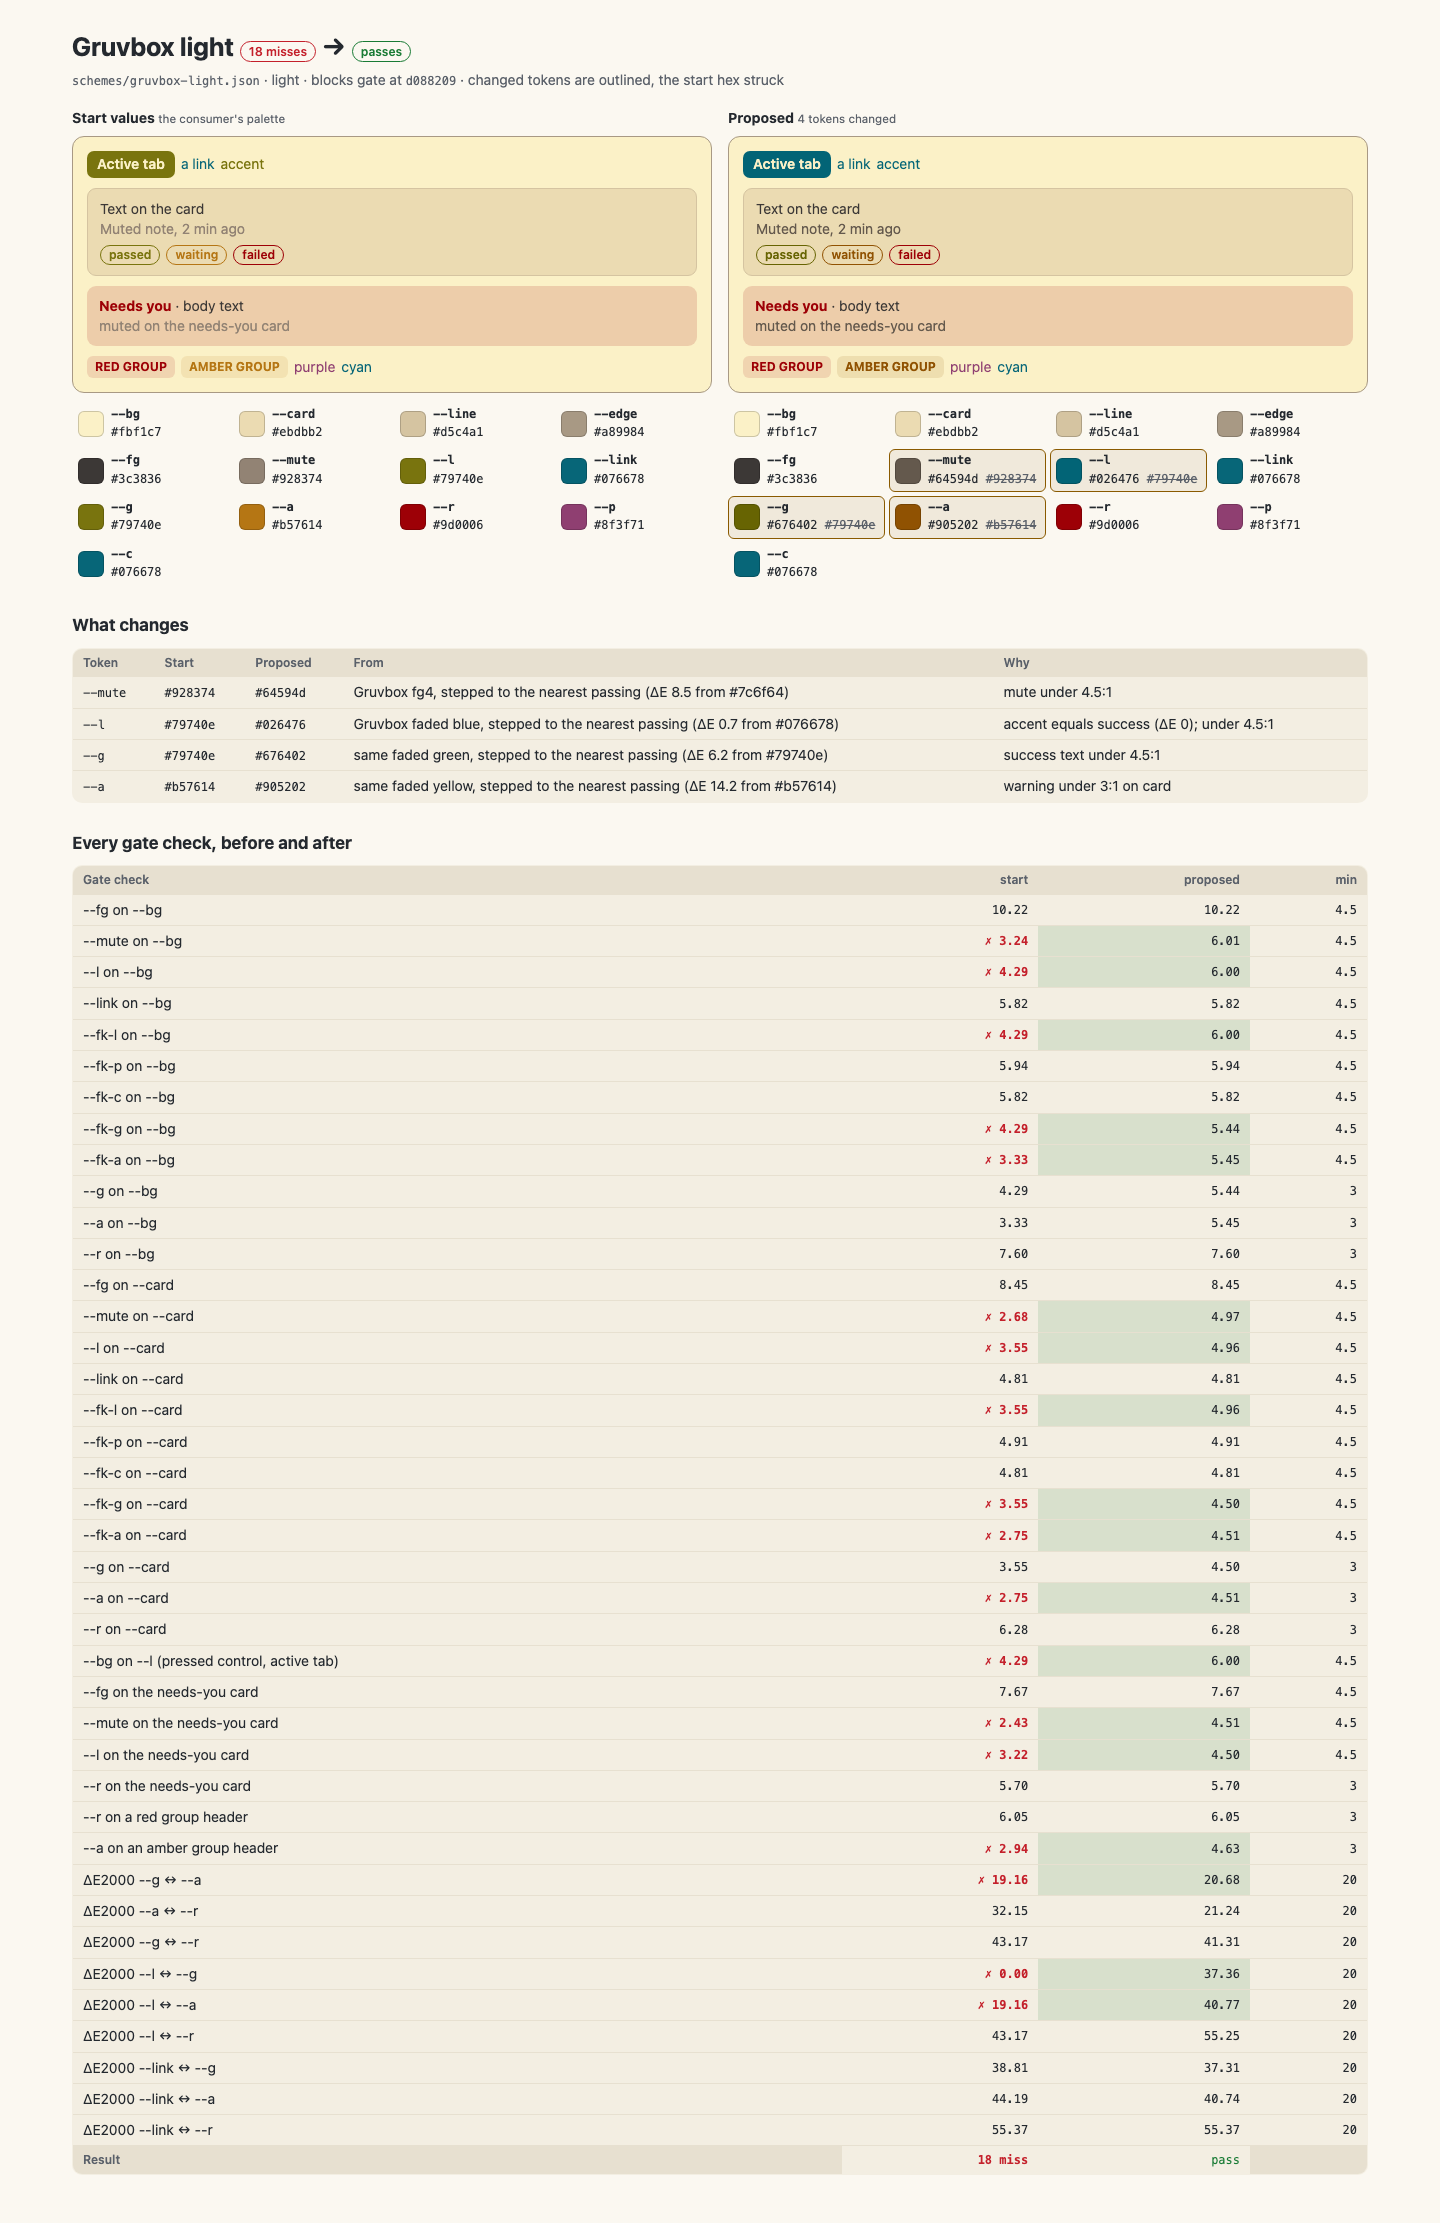 Gruvbox light 18 misses → passes
schemes/gruvbox-light.json · light · blocks gate at d088209 · changed tokens are outlined, the start hex struck
Start values the consumer's palette
Active tab a link accent
Text on the card
Muted note, 2 min ago
passed waiting failed
Needs you · body text
muted on the needs-you card
RED GROUP AMBER GROUP purple cyan
--bg #fbf1c7
--card #ebdbb2
--line #d5c4a1
--edge #a89984
--fg #3c3836
--mute #928374
--l #79740e
--link #076678
--g #79740e
--a #b57614
--r #9d0006
--p #8f3f71
--c #076678
Proposed 4 tokens changed
Active tab a link accent
Text on the card
Muted note, 2 min ago
passed waiting failed
Needs you · body text
muted on the needs-you card
RED GROUP AMBER GROUP purple cyan
--bg #fbf1c7
--card #ebdbb2
--line #d5c4a1
--edge #a89984
--fg #3c3836
--mute #64594d #928374
--l #026476 #79740e
--link #076678
--g #676402 #79740e
--a #905202 #b57614
--r #9d0006
--p #8f3f71
--c #076678
What changes
Token Start Proposed From Why
--mute #928374 #64594d Gruvbox fg4, stepped to the nearest passing (ΔE 8.5 from #7c6f64) mute under 4.5:1
--l #79740e #026476 Gruvbox faded blue, stepped to the nearest passing (ΔE 0.7 from #076678) accent equals success (ΔE 0); under 4.5:1
--g #79740e #676402 same faded green, stepped to the nearest passing (ΔE 6.2 from #79740e) success text under 4.5:1
--a #b57614 #905202 same faded yellow, stepped to the nearest passing (ΔE 14.2 from #b57614) warning under 3:1 on card
Every gate check, before and after
Gate check start proposed min
--fg on --bg 10.22 10.22 4.5
--mute on --bg ✗ 3.24 6.01 4.5
--l on --bg ✗ 4.29 6.00 4.5
--link on --bg 5.82 5.82 4.5
--fk-l on --bg ✗ 4.29 6.00 4.5
--fk-p on --bg 5.94 5.94 4.5
--fk-c on --bg 5.82 5.82 4.5
--fk-g on --bg ✗ 4.29 5.44 4.5
--fk-a on --bg ✗ 3.33 5.45 4.5
--g on --bg 4.29 5.44 3
--a on --bg 3.33 5.45 3
--r on --bg 7.60 7.60 3
--fg on --card 8.45 8.45 4.5
--mute on --card ✗ 2.68 4.97 4.5
--l on --card ✗ 3.55 4.96 4.5
--link on --card 4.81 4.81 4.5
--fk-l on --card ✗ 3.55 4.96 4.5
--fk-p on --card 4.91 4.91 4.5
--fk-c on --card 4.81 4.81 4.5
--fk-g on --card ✗ 3.55 4.50 4.5
--fk-a on --card ✗ 2.75 4.51 4.5
--g on --card 3.55 4.50 3
--a on --card ✗ 2.75 4.51 3
--r on --card 6.28 6.28 3
--bg on --l (pressed control, active tab) ✗ 4.29 6.00 4.5
--fg on the needs-you card 7.67 7.67 4.5
--mute on the needs-you card ✗ 2.43 4.51 4.5
--l on the needs-you card ✗ 3.22 4.50 4.5
--r on the needs-you card 5.70 5.70 3
--r on a red group header 6.05 6.05 3
--a on an amber group header ✗ 2.94 4.63 3
ΔE2000 --g ↔ --a ✗ 19.16 20.68 20
ΔE2000 --a ↔ --r 32.15 21.24 20
ΔE2000 --g ↔ --r 43.17 41.31 20
ΔE2000 --l ↔ --g ✗ 0.00 37.36 20
ΔE2000 --l ↔ --a ✗ 19.16 40.77 20
ΔE2000 --l ↔ --r 43.17 55.25 20
ΔE2000 --link ↔ --g 38.81 37.31 20
ΔE2000 --link ↔ --a 44.19 40.74 20
ΔE2000 --link ↔ --r 55.37 55.37 20
Result 18 miss pass